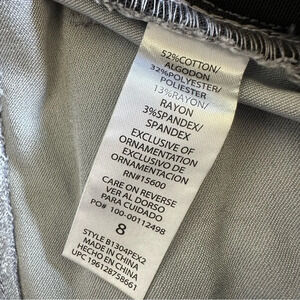 52%COTTON/
ALGODON
32%POLYESTER/
POLIESTER
13%RAYON/
RAYON
3%SPANDEX/
SPANDEX
EXCLUSIVE OF
ORNAMENTATION
EXCLUSIVO DE
ORNAMENTACION
RN#15600
CARE ON REVERSE
VER AL DORSO
PARA CUIDADO
PO# 100-00112498
8
STYLE B1304PEX2
MADE IN CHINA
HECHO EN CHINA
UPC 196128758661